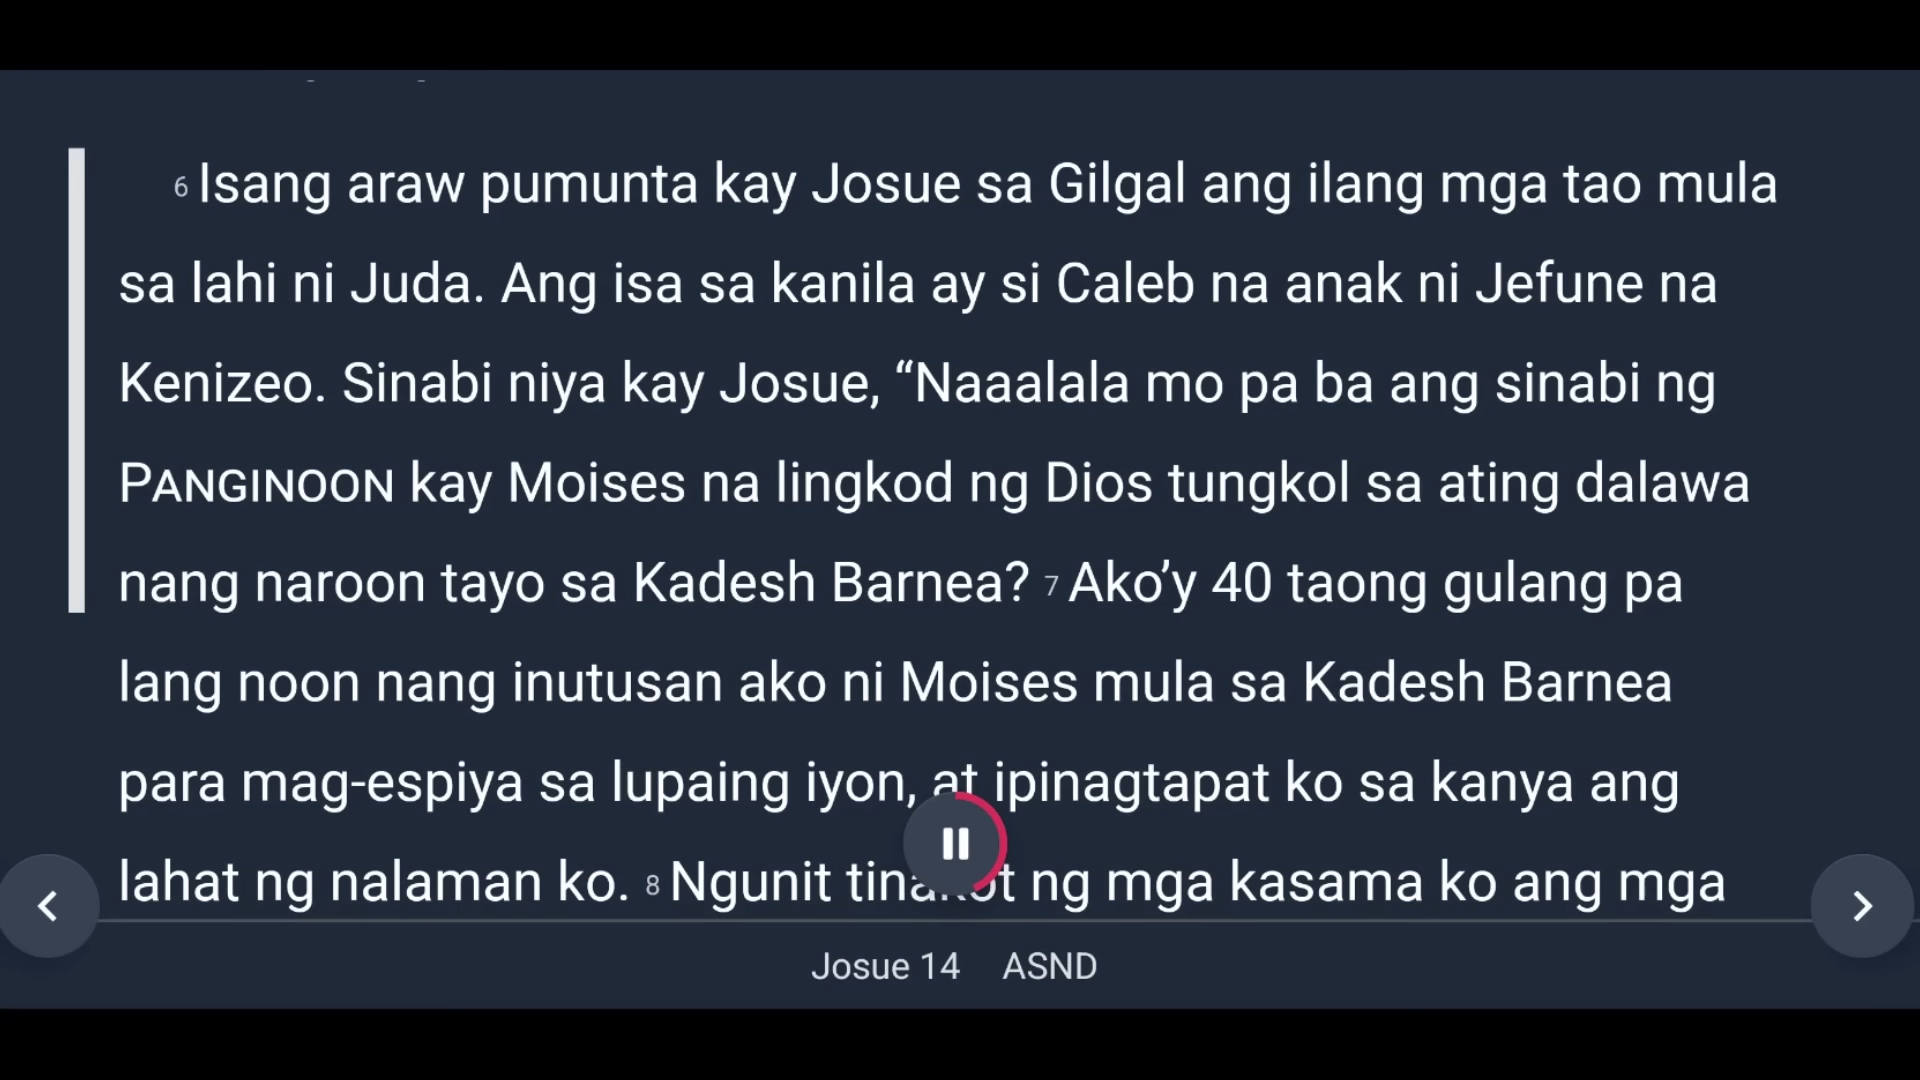 6 Isang araw pumunta kay Josue sa Gilgal ang ilang mga tao mula
sa lahi ni Juda. Ang isa sa kanila ay si Caleb na anak ni Jefune na
Kenizeo. Sinabi niya kay Josue, “Naaalala mo pa ba ang sinabi ng
PANGINOON kay Moises na lingkod ng Dios tungkol sa ating dalawa
nang naroon tayo sa Kadesh Barnea? 7 Ako’y 40 taong gulang pa
lang noon nang inutusan ako ni Moises mula sa Kadesh Barnea
para mag-espiya sa lupaing iyon, at ipinagtapat ko sa kanya ang
lahat ng nalaman ko. 8 Ngunit tinakot ng mga kasama ko ang mga
Josue 14 ASND